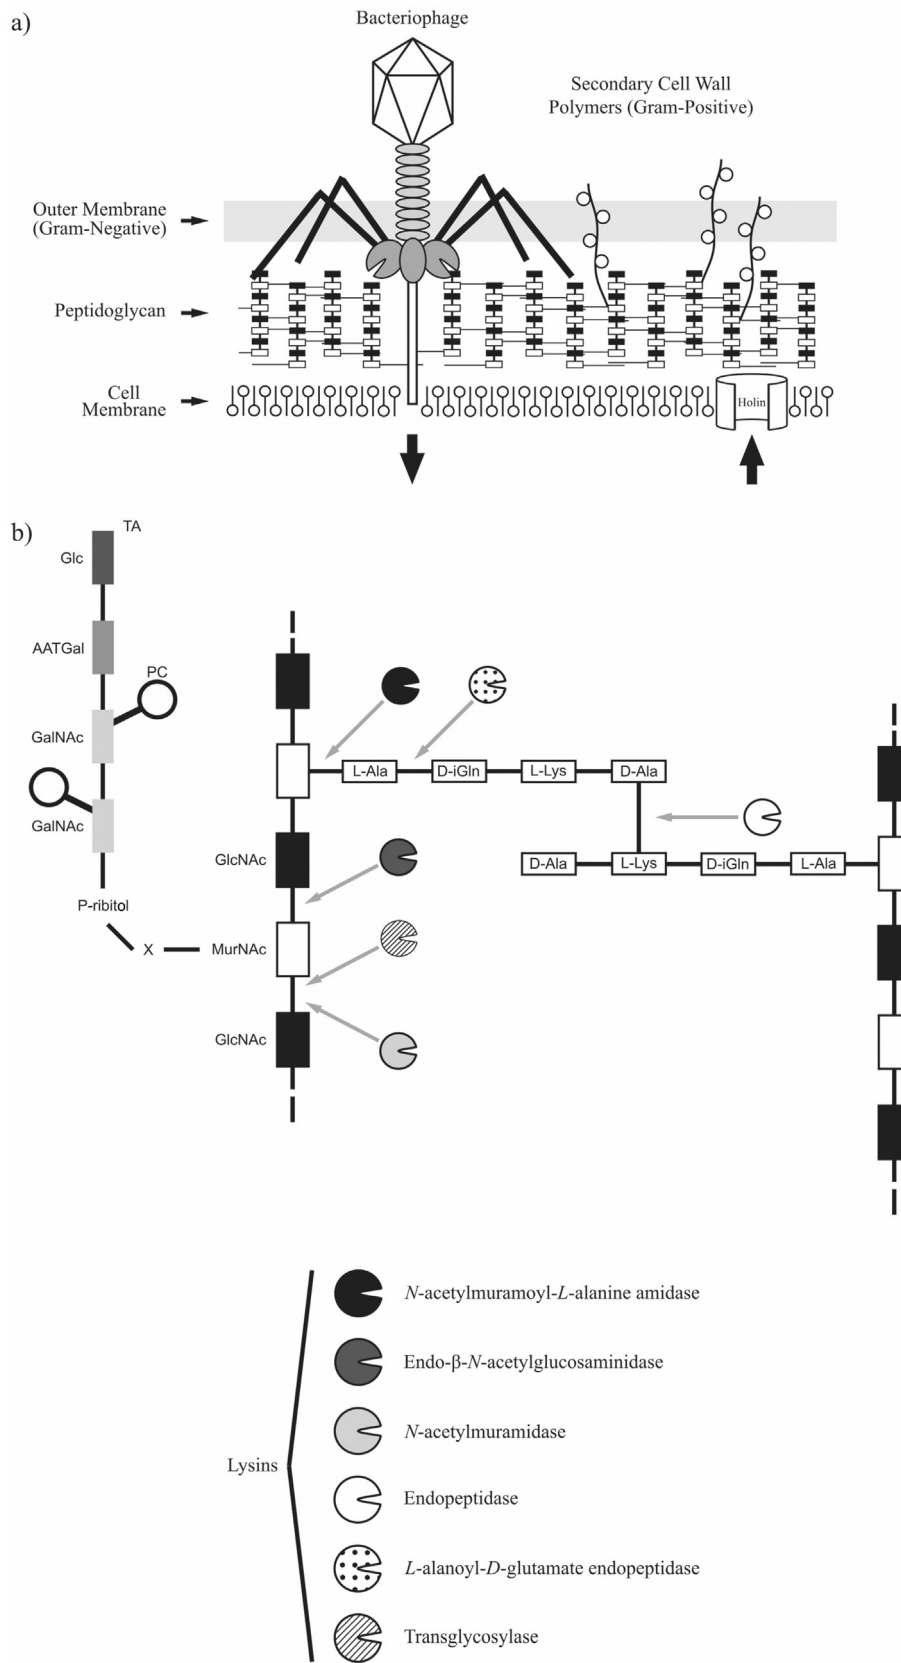 a)
Bacteriophage
Secondary Cell Wall
Polymers (Gram-Positive)
Outer Membrane
(Gram-Negative)
Peptidoglycan
Cell
Membrane
Holin
b)
TA
Glc
AATGal
PC
GalNAc
GalNAc
P-ribitol
X
MurNAc
GlcNAc
GlcNAc
L-Ala
D-iGln
L-Lys
D-Ala
D-Ala
L-Lys
D-iGln
L-Ala
Lysins
N-acetylmuramoyl-L-alanine amidase
Endo-β-N-acetylglucosaminidase
N-acetylmuramidase
Endopeptidase
L-alanoyl-D-glutamate endopeptidase
Transglycosylase